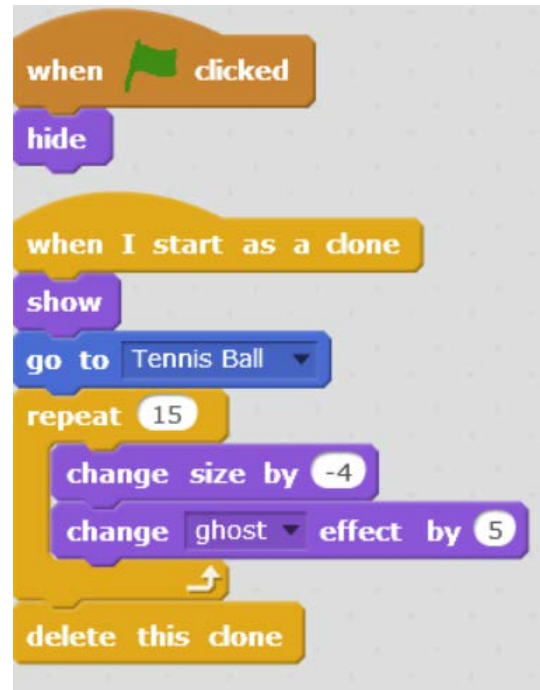 when clicked
hide
when I start as a clone
show
go to Tennis Ball
repeat 15
change size by -4
change ghost effect by 5
delete this clone